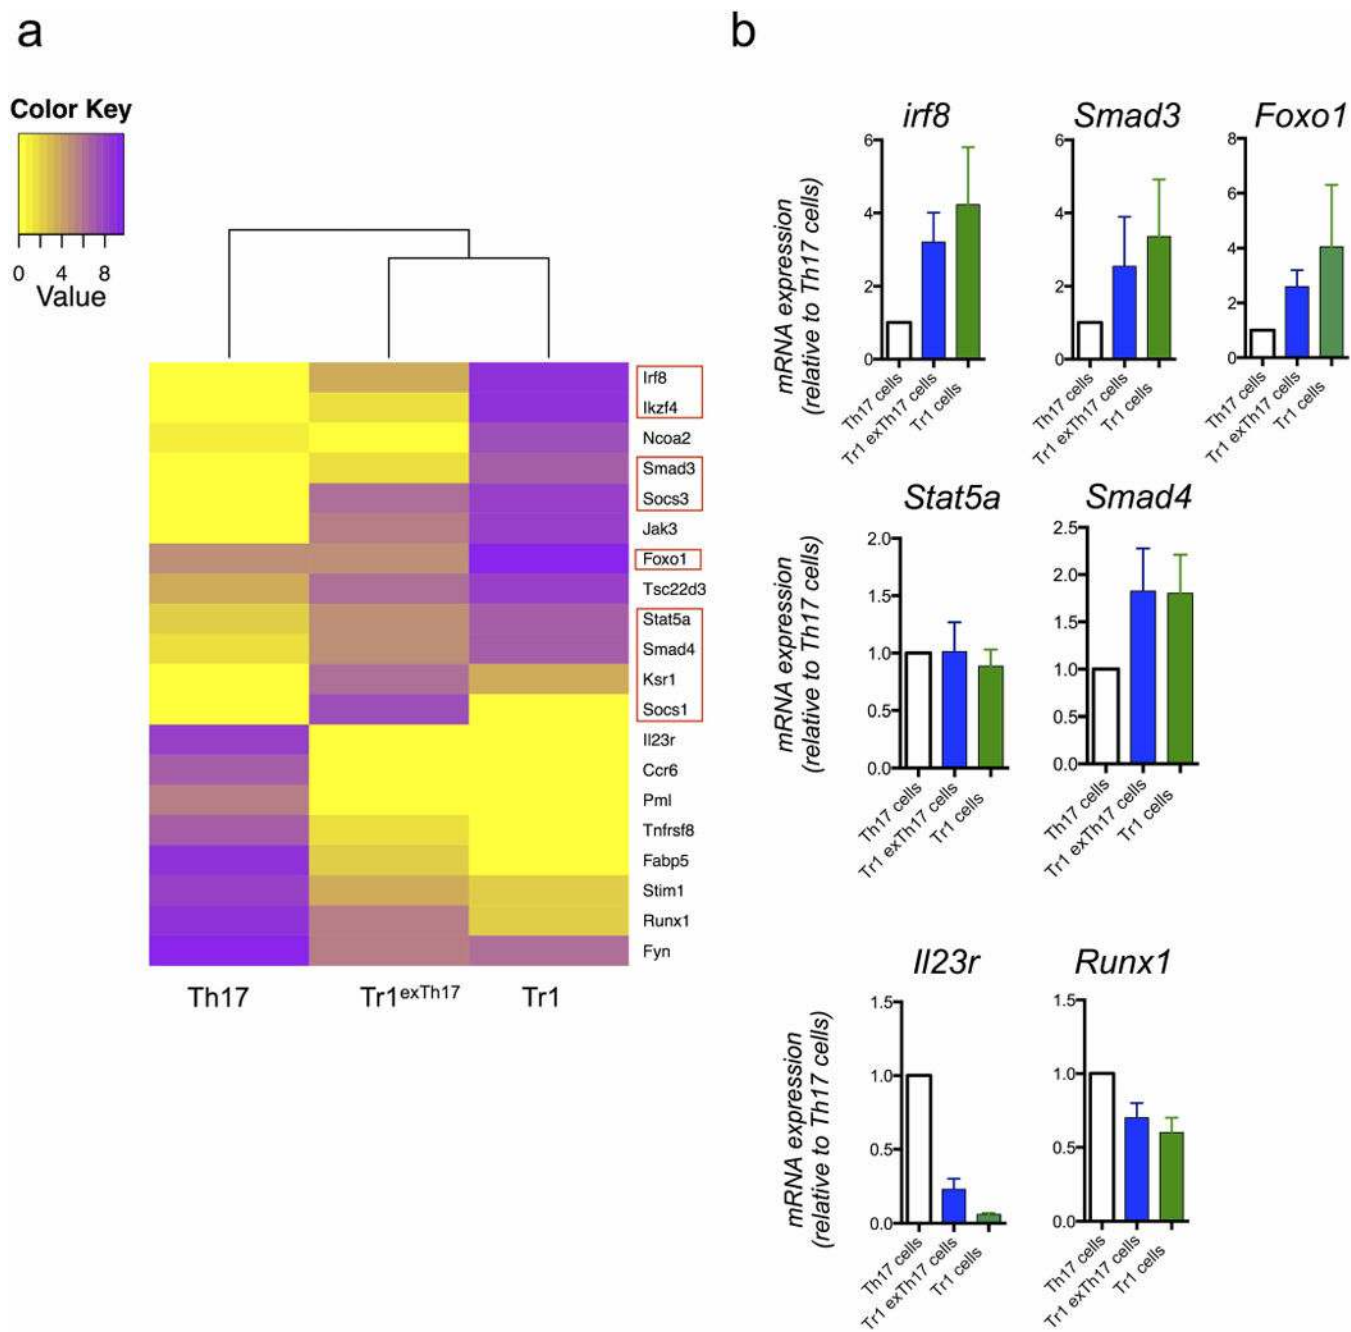 a
Color Key
0 4 8
Value
Irf8
Ikzf4
Ncoa2
Smad3
Socs3
Jak3
Foxo1
Tsc22d3
Stat5a
Smad4
Ksr1
Socs1
Il23r
Ccr6
Pml
Tnfrsf8
Fabp5
Stim1
Runx1
Fyn
Th17 Tr1exTh17 Tr1
b
irf8
mRNA expression
(relative to Th17 cells)
6
4
2
0
Th17 cells
Tr1 exTh17 cells
Tr1 cells
Smad3
6
4
2
0
Th17 cells
Tr1 exTh17 cells
Tr1 cells
Foxo1
8
6
4
2
0
Th17 cells
Tr1 exTh17 cells
Tr1 cells
Stat5a
mRNA expression
(relative to Th17 cells)
2.0
1.5
1.0
0.5
0.0
Th17 cells
Tr1 exTh17 cells
Tr1 cells
Smad4
2.5
2.0
1.5
1.0
0.5
0.0
Th17 cells
Tr1 exTh17 cells
Tr1 cells
Il23r
mRNA expression
(relative to Th17 cells)
1.5
1.0
0.5
0.0
Th17 cells
Tr1 exTh17 cells
Tr1 cells
Runx1
1.5
1.0
0.5
0.0
Th17 cells
Tr1 exTh17 cells
Tr1 cells